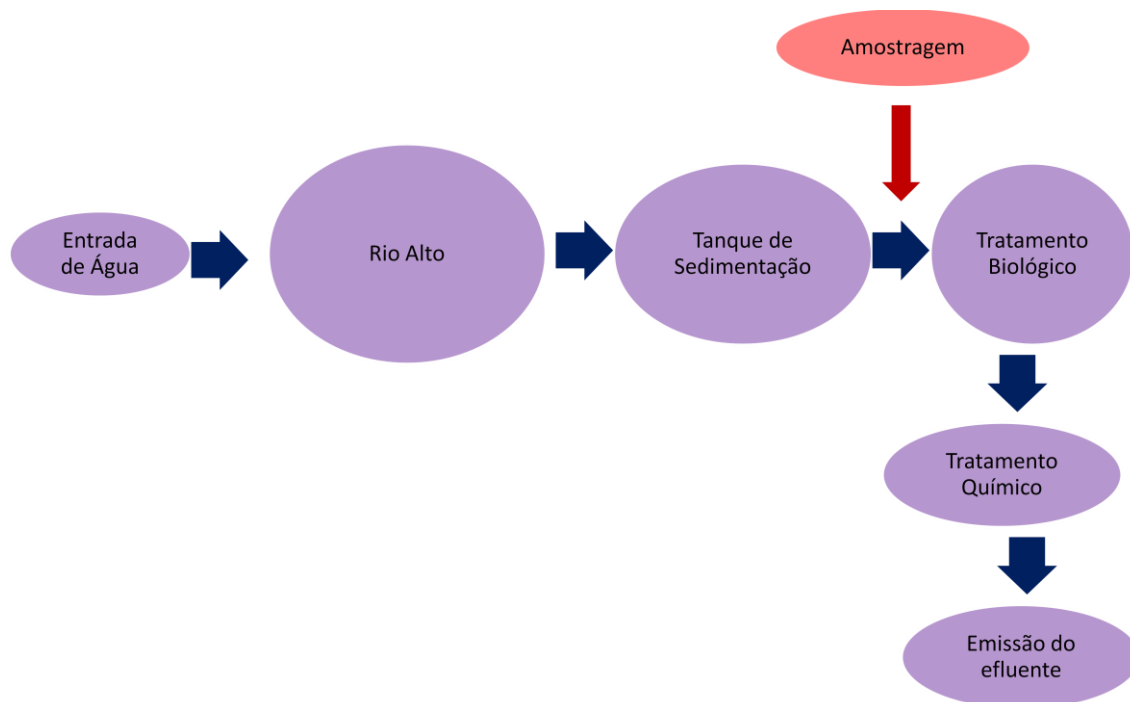 Amostragem
Entrada
de Água
Rio Alto
Tanque de
Sedimentação
Tratamento
Biológico
Tratamento
Químico
Emissão do
efluente